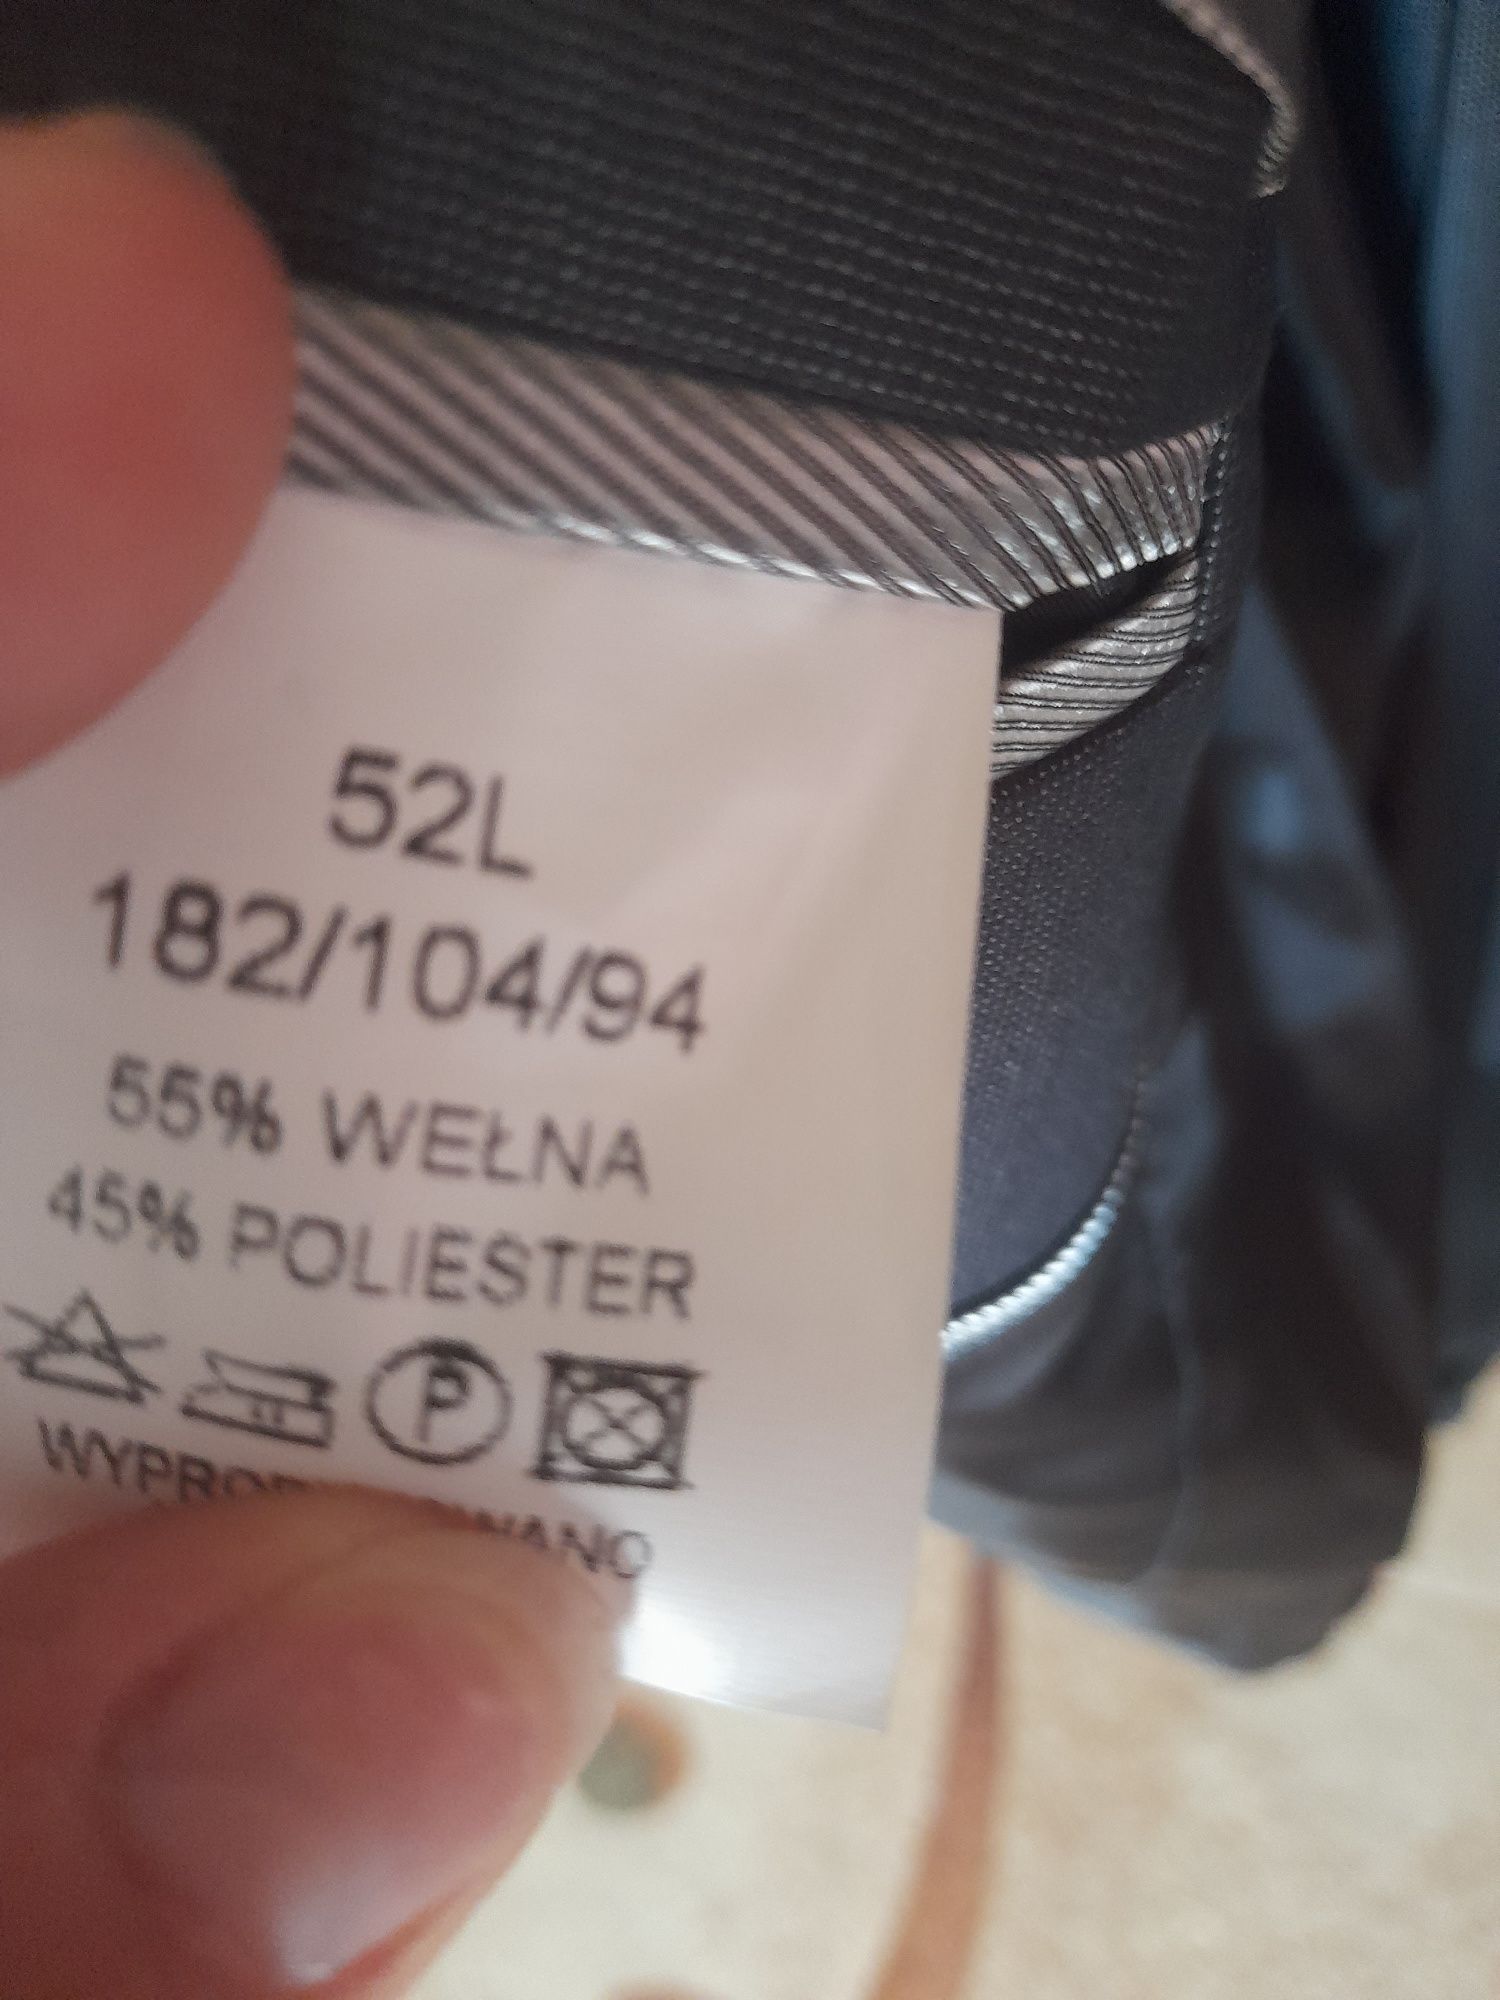 52L
182/104/94
55% WEŁNA
45% POLIESTER
P